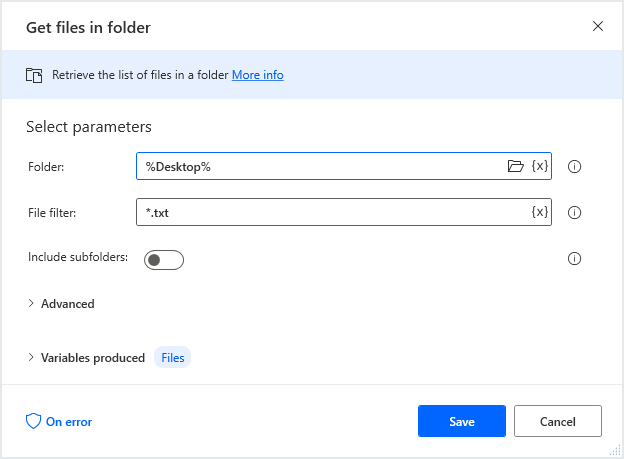 Get files in folder
Retrieve the list of files in a folder More info
Select parameters
Folder: %Desktop% {x}
File filter: *.txt {x}
Include subfolders:
Advanced
Variables produced Files
On error Save Cancel